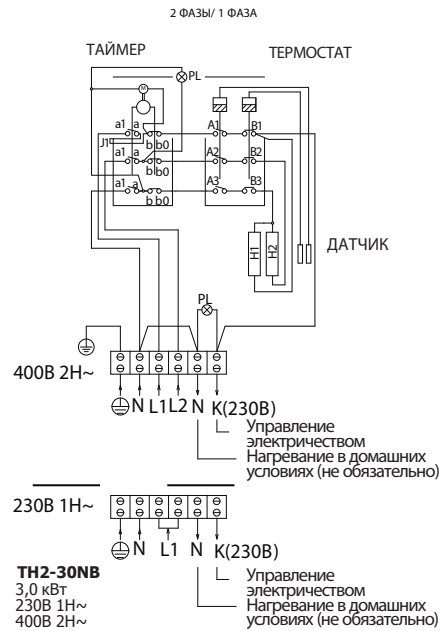 2 ФАЗЫ/ 1 ФАЗА
ТАЙМЕР
ТЕРМОСТАТ
M
PL
a1 a
A1
B1
J1
b b0
a1 a
A2
B2
b b0
a1 a
A3
B3
b b0
H1
H2
ДАТЧИК
PL
400В 2Н~
N L1 L2 N K(230В)
Управление
электричеством
Нагревание в домашних
условиях (не обязательно)
230В 1Н~
N L1 N K(230В)
TH2-30NB
3,0 кВт
230В 1Н~
400В 2Н~
Управление
электричеством
Нагревание в домашних
условиях (не обязательно)